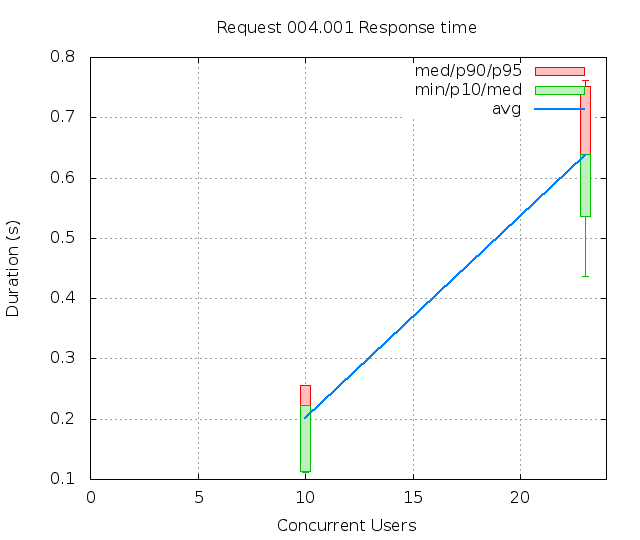 Request 004.001 Response time
med/p90/p95
min/p10/med
avg
Duration (s)
0.8
0.7
0.6
0.5
0.4
0.3
0.2
0.1
0 5 10 15 20
Concurrent Users